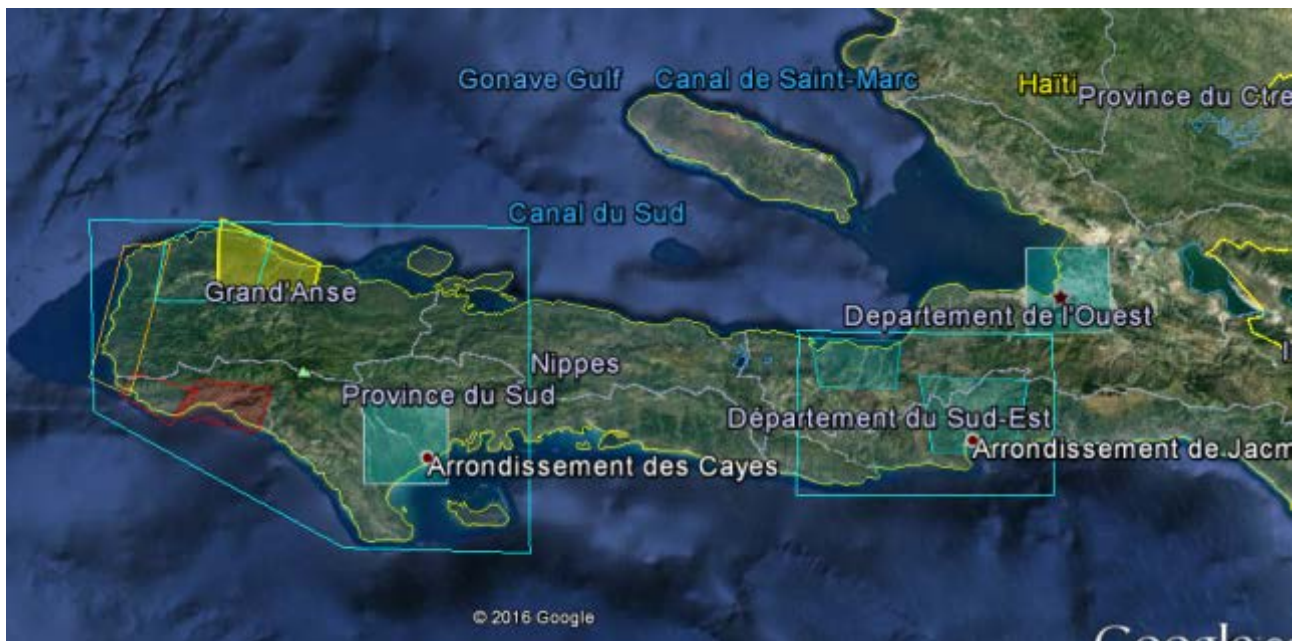 Gonave Gulf
Canal de Saint-Marc
Haïti
Province du Ctre
Canal du Sud
Grand'Anse
Departement de l'Ouest
Nippes
Province du Sud
Département du Sud-Est
Arrondissement des Cayes
Arrondissement de Jacm
© 2016 Google
Google